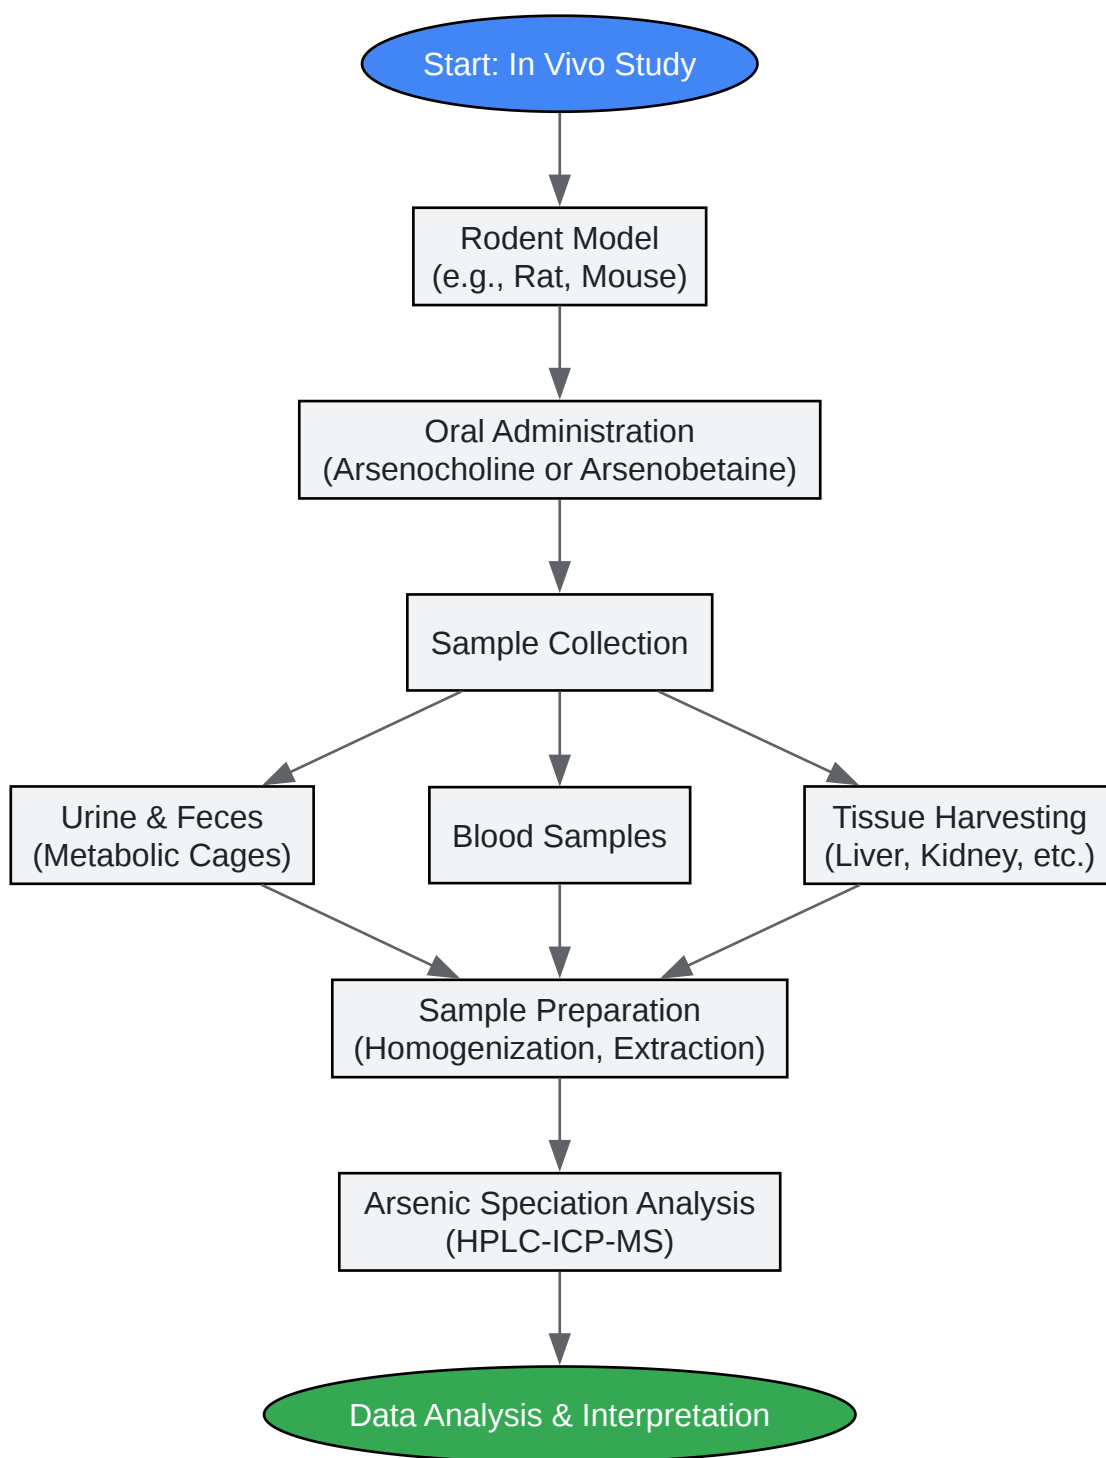 Start: In Vivo Study
Rodent Model
(e.g., Rat, Mouse)
Oral Administration
(Arsenocholine or Arsenobetaine)
Sample Collection
Urine & Feces
(Metabolic Cages)
Blood Samples
Tissue Harvesting
(Liver, Kidney, etc.)
Sample Preparation
(Homogenization, Extraction)
Arsenic Speciation Analysis
(HPLC-ICP-MS)
Data Analysis & Interpretation